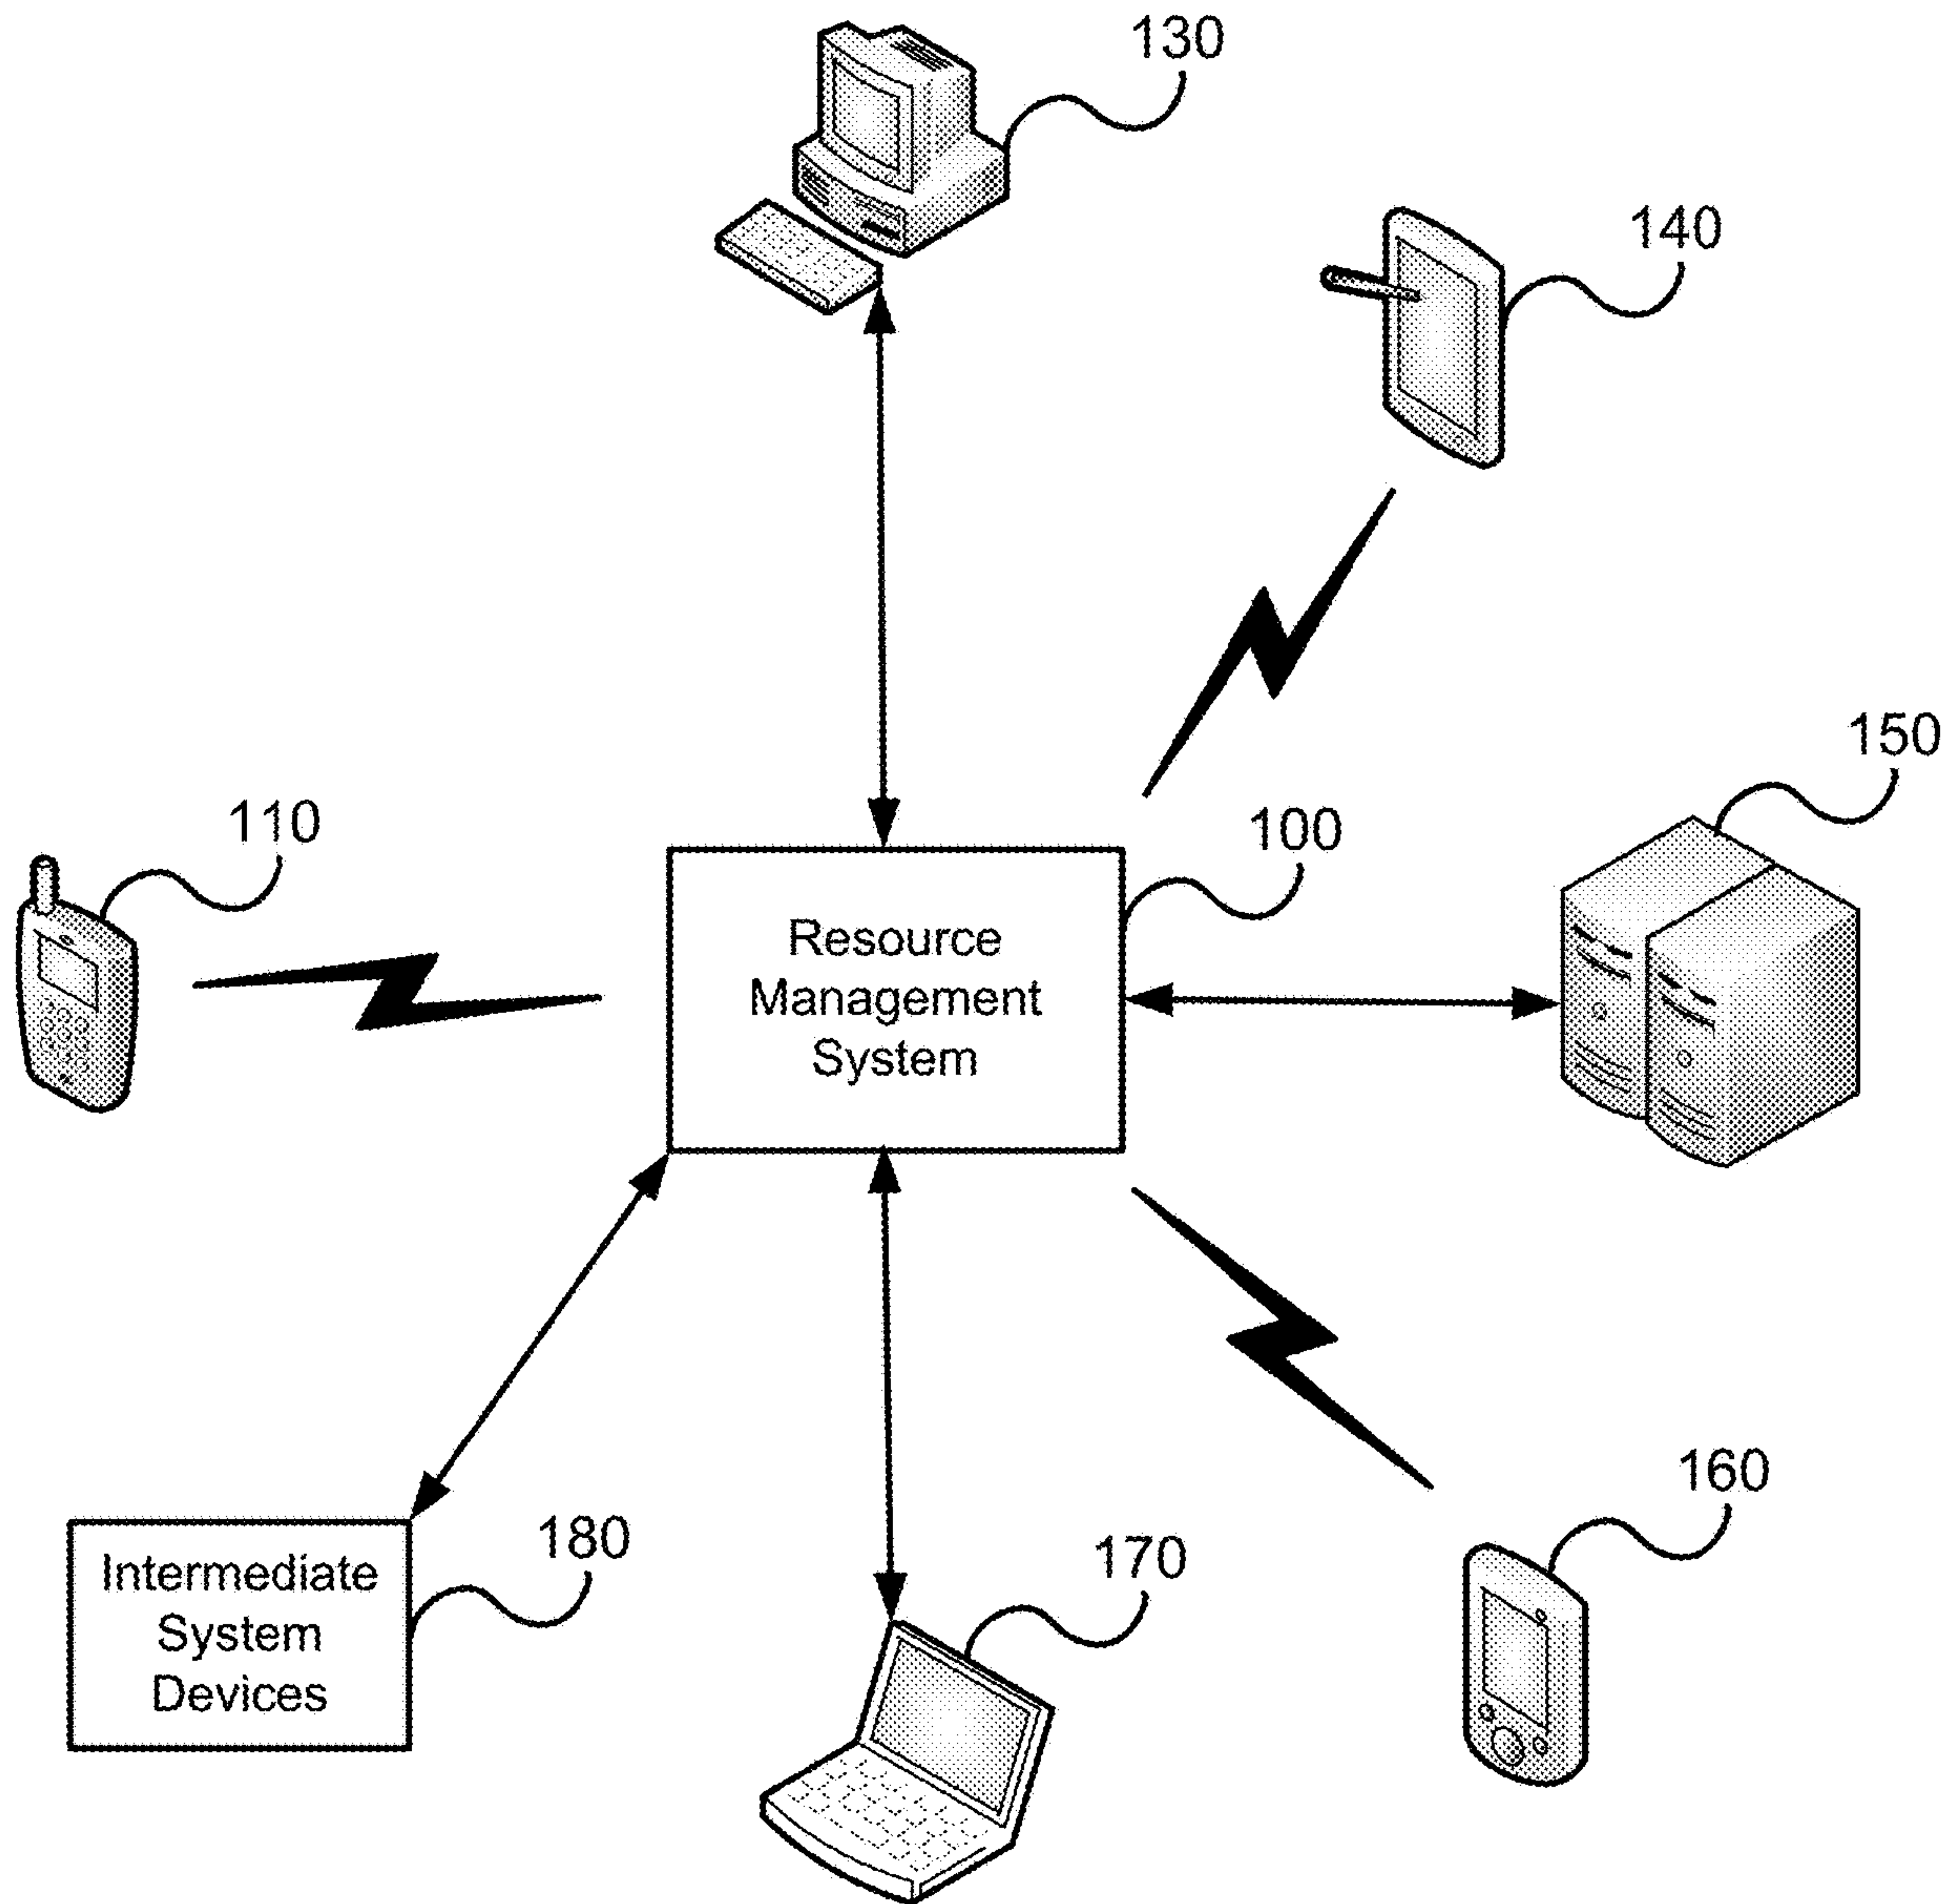 130
140
150
110
100
Resource
Management
System
160
180
170
Intermediate
System
Devices